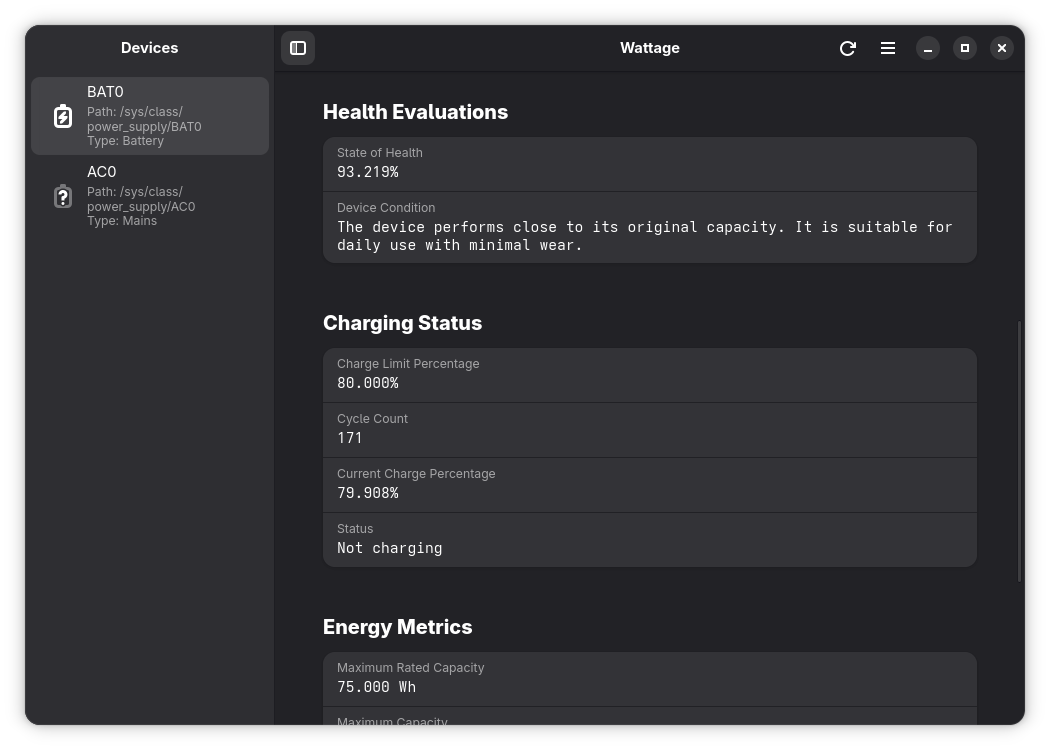 Devices
BAT0
Path: /sys/class/
power_supply/BAT0
Type: Battery
AC0
Path: /sys/class/
power_supply/AC0
Type: Mains
Wattage
Health Evaluations
State of Health
93.219%
Device Condition
The device performs close to its original capacity. It is suitable for
daily use with minimal wear.
Charging Status
Charge Limit Percentage
80.000%
Cycle Count
171
Current Charge Percentage
79.908%
Status
Not charging
Energy Metrics
Maximum Rated Capacity
75.000 Wh
Maximum Capacity